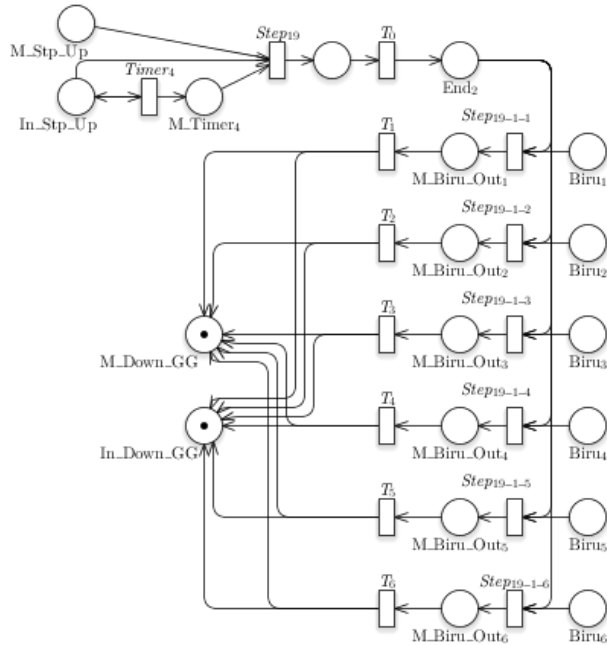 Step19
T0
M_Stp_Up
Timer4
End2
In_Stp_Up
M_Timer4
T1
Step19-1-1
M_Biru_Out1
Biru1
T2
Step19-1-2
M_Biru_Out2
Biru2
T3
Step19-1-3
M_Down_GG
M_Biru_Out3
Biru3
T4
Step19-1-4
In_Down_GG
M_Biru_Out4
Biru4
T5
Step19-1-5
M_Biru_Out5
Biru5
T6
Step19-1-6
M_Biru_Out6
Biru6